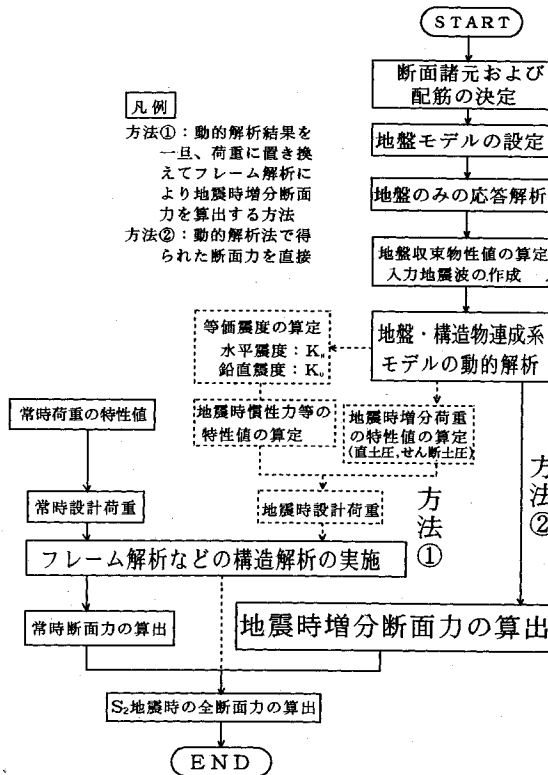 START
断面諸元および
配筋の決定
凡例
方法①：動的解析結果を
一旦、荷重に置き換
えてフレーム解析に
より地震時増分断面
力を算出する方法
方法②：動的解析法で得
られた断面力を直接
地盤モデルの設定
地盤のみの応答解析
地盤収束物性値の算定
入力地震波の作成
等価震度の算定
水平震度：K
鉛直震度：K
地盤・構造物連成系
モデルの動的解析
常時荷重の特性値
地震時慣性力等の
特性値の算定
地震時増分荷重
の特性値の算定
(直土圧,せん断土圧)
方法①
方法②
常時設計荷重
地震時設計荷重
フレーム解析などの構造解析の実施
常時断面力の算出
地震時増分断面力の算出
S₂地震時の全断面力の算出
END